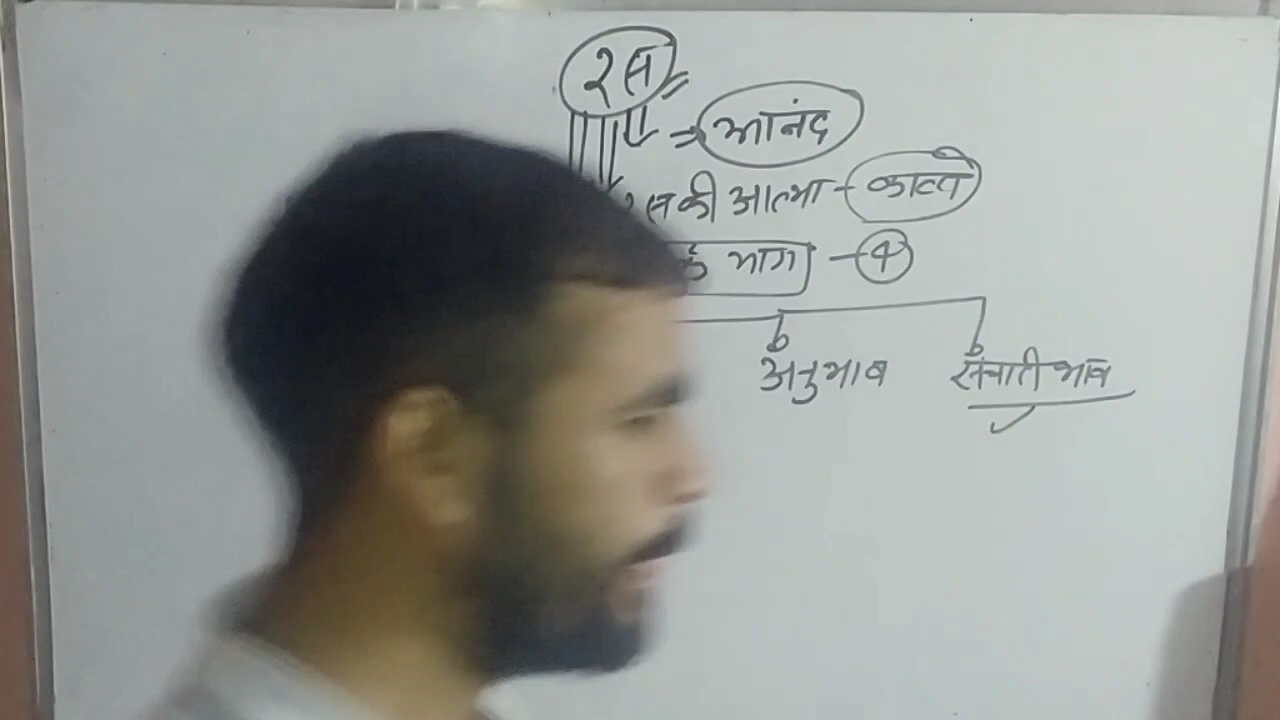 रस
आनंद
रस की आत्मा - काव्य
के भाग - 4
अनुभाव संचारी भाव